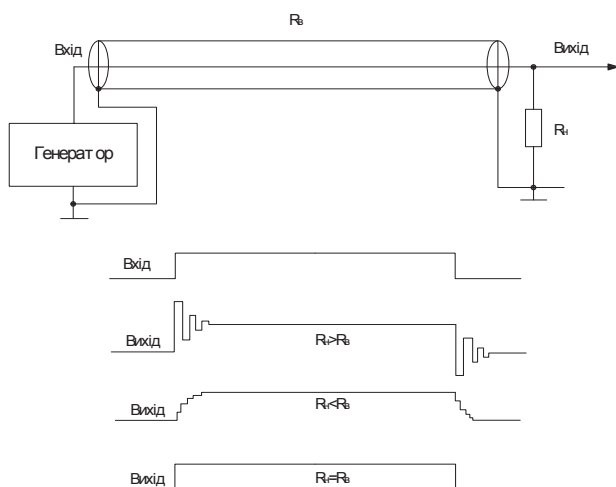 Rв
Вхід
Вихід
Rн
Генератор
Вхід
Вихід
Rн>Rв
Вихід
Rн<Rв
Вихід
Rн=Rв